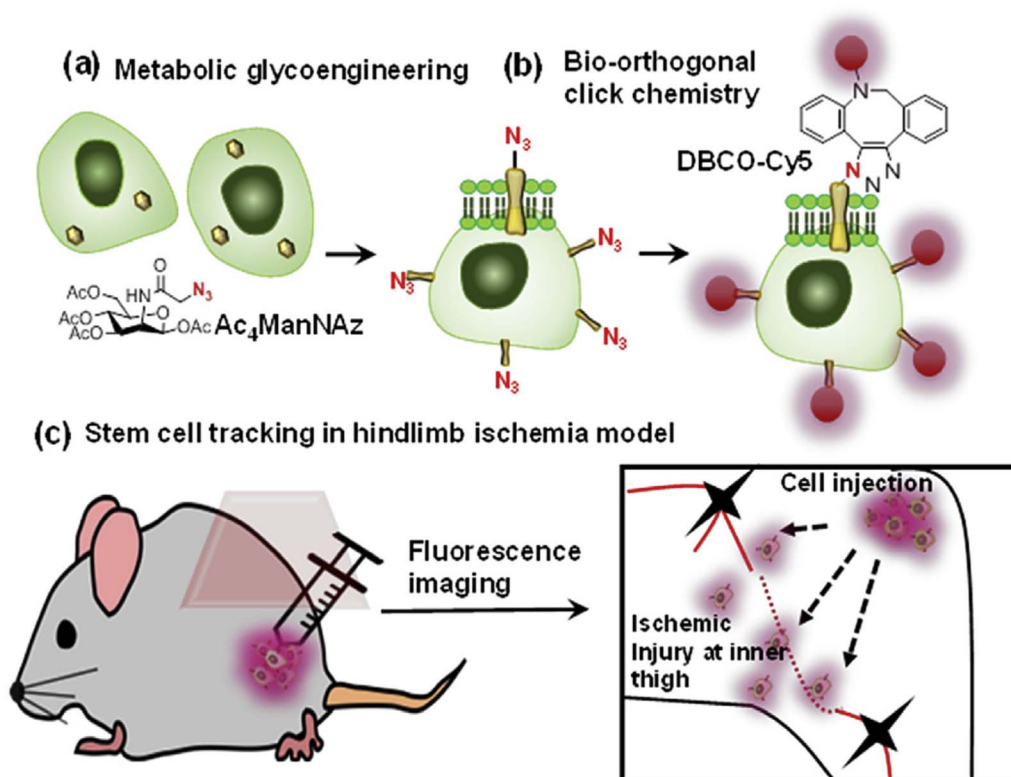 (a) Metabolic glycoengineering
(b) Bio-orthogonal
click chemistry
DBCO-Cy5
N
N
N
N
N₃
N₃
N₃
N₃
N₃
O
HN
N₃
AcO
O
AcO
AcO
OAc
Ac₄ManNAz
(c) Stem cell tracking in hindlimb ischemia model
Fluorescence
imaging
Cell injection
Ischemic
Injury at inner
thigh